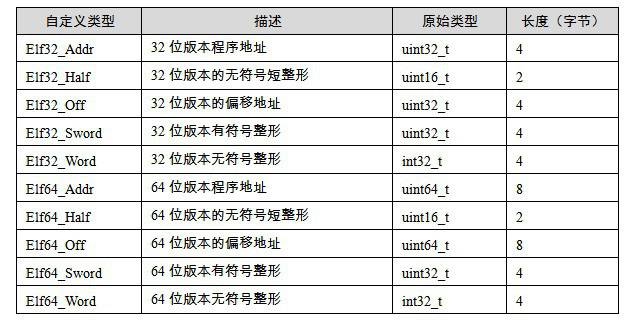 自定义类型 描述 原始类型 长度（字节）
Elf32_Addr 32 位版本程序地址 uint32_t 4
Elf32_Half 32 位版本的无符号短整形 uint16_t 2
Elf32_Off 32 位版本的偏移地址 uint32_t 4
Elf32_Sword 32 位版本有符号整形 uint32_t 4
Elf32_Word 32 位版本无符号整形 int32_t 4
Elf64_Addr 64 位版本程序地址 uint64_t 8
Elf64_Half 64 位版本的无符号短整形 uint16_t 2
Elf64_Off 64 位版本的偏移地址 uint64_t 8
Elf64_Sword 64 位版本有符号整形 uint32_t 4
Elf64_Word 64 位版本无符号整形 int32_t 4